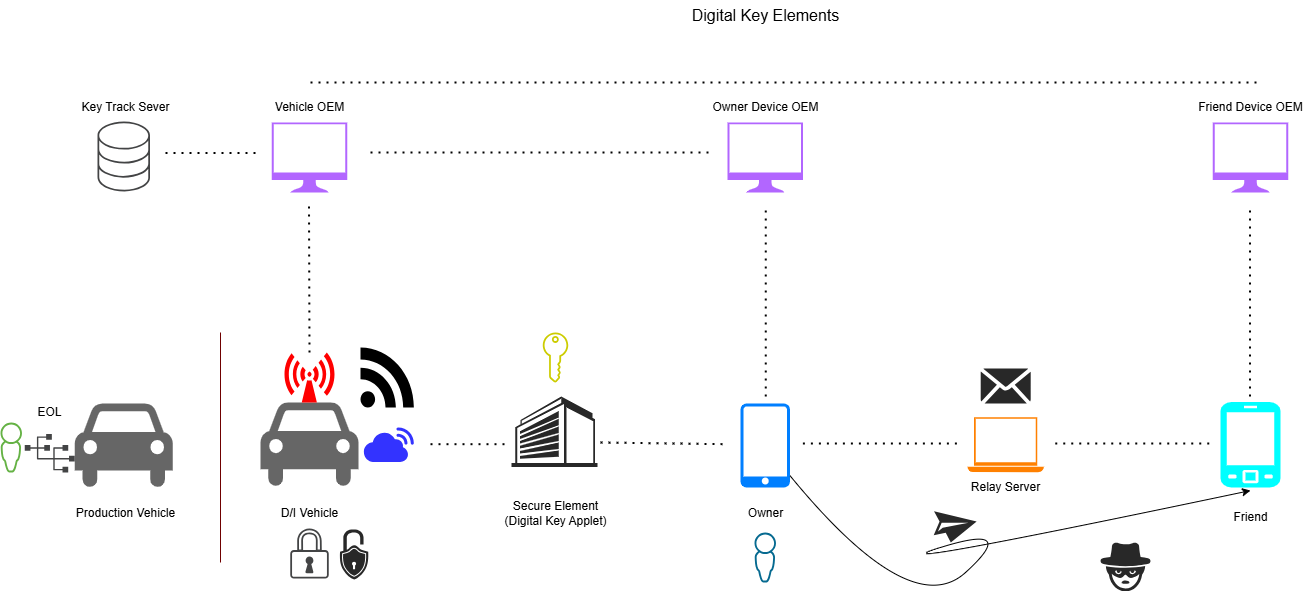 Digital Key Elements
Key Track Sever
Vehicle OEM
Owner Device OEM
Friend Device OEM
EOL
Production Vehicle
D/I Vehicle
Secure Element
(Digital Key Applet)
Owner
Relay Server
Friend